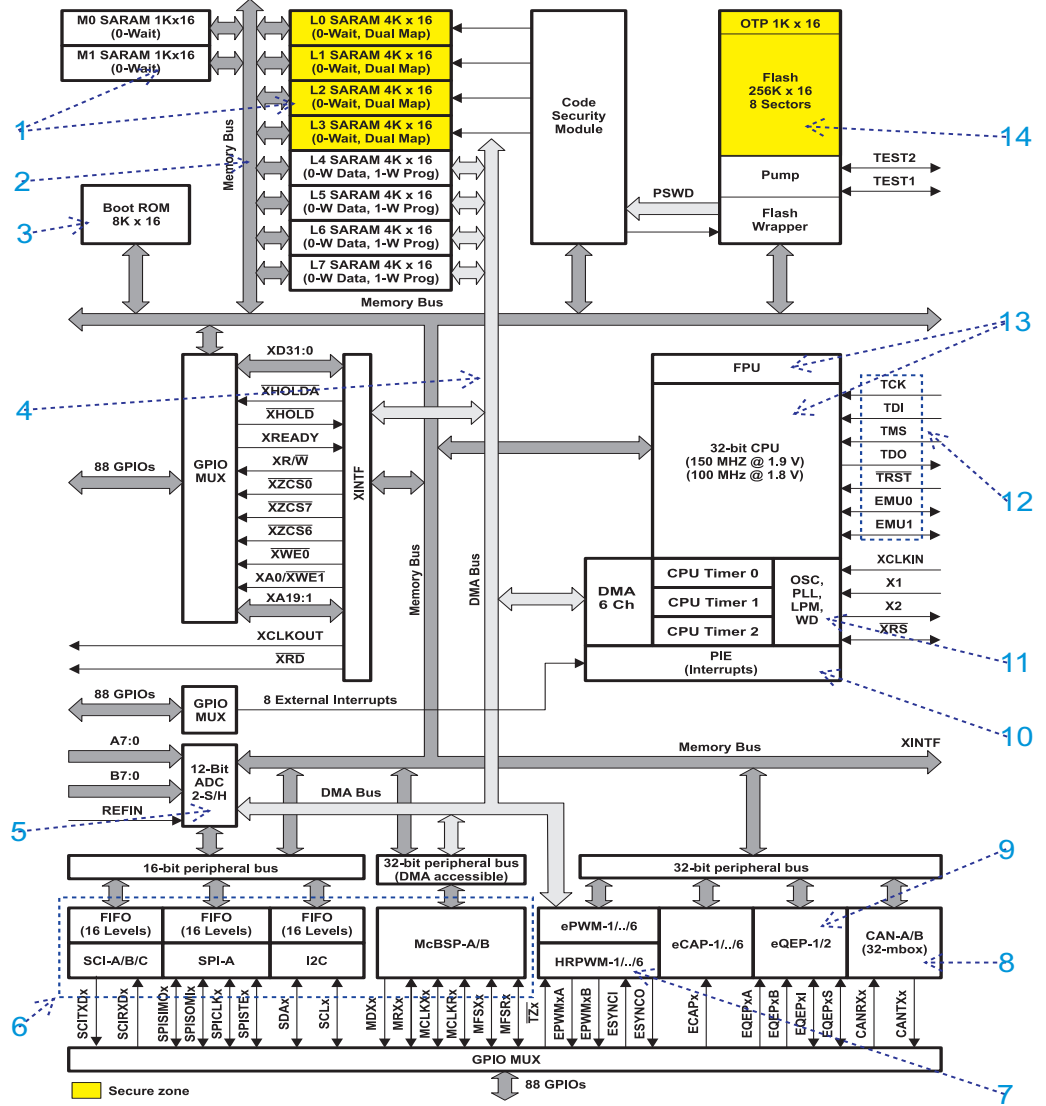 M0 SARAM 1Kx16
(0-Wait)
M1 SARAM 1Kx16
(0-Wait)
L0 SARAM 4K x 16
(0-Wait, Dual Map)
L1 SARAM 4K x 16
(0-Wait, Dual Map)
L2 SARAM 4K x 16
(0-Wait, Dual Map)
L3 SARAM 4K x 16
(0-Wait, Dual Map)
L4 SARAM 4K x 16
(0-W Data, 1-W Prog)
L5 SARAM 4K x 16
(0-W Data, 1-W Prog)
L6 SARAM 4K x 16
(0-W Data, 1-W Prog)
L7 SARAM 4K x 16
(0-W Data, 1-W Prog)
Memory Bus
Code
Security
Module
OTP 1K x 16
Flash
256K x 16
8 Sectors
Pump
Flash
Wrapper
PSWD
TEST2
TEST1
1
2
3
14
Boot ROM
8K x 16
Memory Bus
13
4
GPIO
MUX
88 GPIOs
XD31:0
XHOLDA
XHOLD
XREADY
XR/W
XZCS0
XZCS7
XZCS6
XWE0
XA0/XWE1
XA19:1
XCLKOUT
XRD
XINTF
Memory Bus
DMA Bus
FPU
32-bit CPU
(150 MHZ @ 1.9 V)
(100 MHz @ 1.8 V)
TCK
TDI
TMS
TDO
TRST
EMU0
EMU1
12
XCLKIN
X1
X2
XRS
DMA
6 Ch
CPU Timer 0
CPU Timer 1
CPU Timer 2
OSC,
PLL,
LPM,
WD
11
PIE
(Interrupts)
10
88 GPIOs
GPIO
MUX
8 External Interrupts
A7:0
B7:0
REFIN
12-Bit
ADC
2-S/H
5
Memory Bus
XINTF
DMA Bus
16-bit peripheral bus
32-bit peripheral bus
(DMA accessible)
32-bit peripheral bus
9
FIFO
(16 Levels)
FIFO
(16 Levels)
FIFO
(16 Levels)
SCI-A/B/C
SPI-A
I2C
McBSP-A/B
ePWM-1/../6
HRPWM-1/../6
eCAP-1/../6
eQEP-1/2
CAN-A/B
(32-mbox)
8
6
SCITXDx
SCIRXDx
SPISIMOx
SPISOMIx
SPICLKx
SPISTEx
SDAx
SCLx
MDXx
MRXx
MCLKXx
MCLKRx
MFSXx
MFSRx
TZx
EPWMxA
EPWMxB
ESYNCI
ESYNCO
ECAPx
EQEPxA
EQEPxB
EQEPxI
EQEPxS
CANRXx
CANTXx
GPIO MUX
7
Secure zone
88 GPIOs